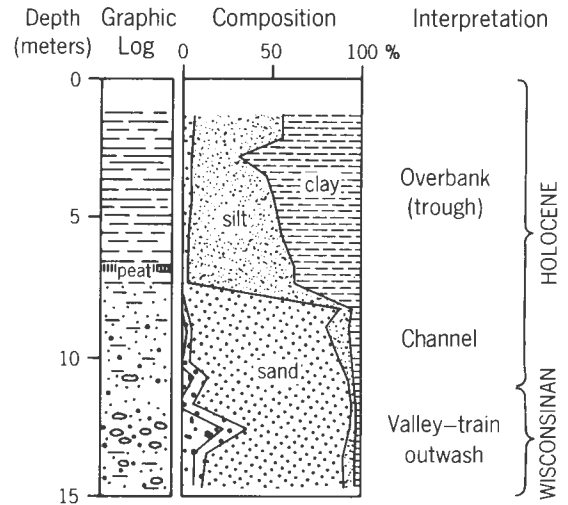 Depth
(meters)
Graphic
Log
Composition
0 50 100 %
Interpretation
0
5
10
15
peat
silt
clay
sand
Overbank
(trough)
Channel
Valley–train
outwash
HOLOCENE
WISCONSINAN